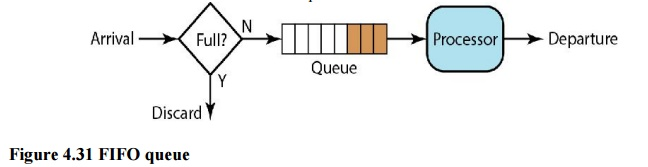 Arrival
Full?
N
Processor
Departure
Queue
Y
Discard
Figure 4.31 FIFO queue